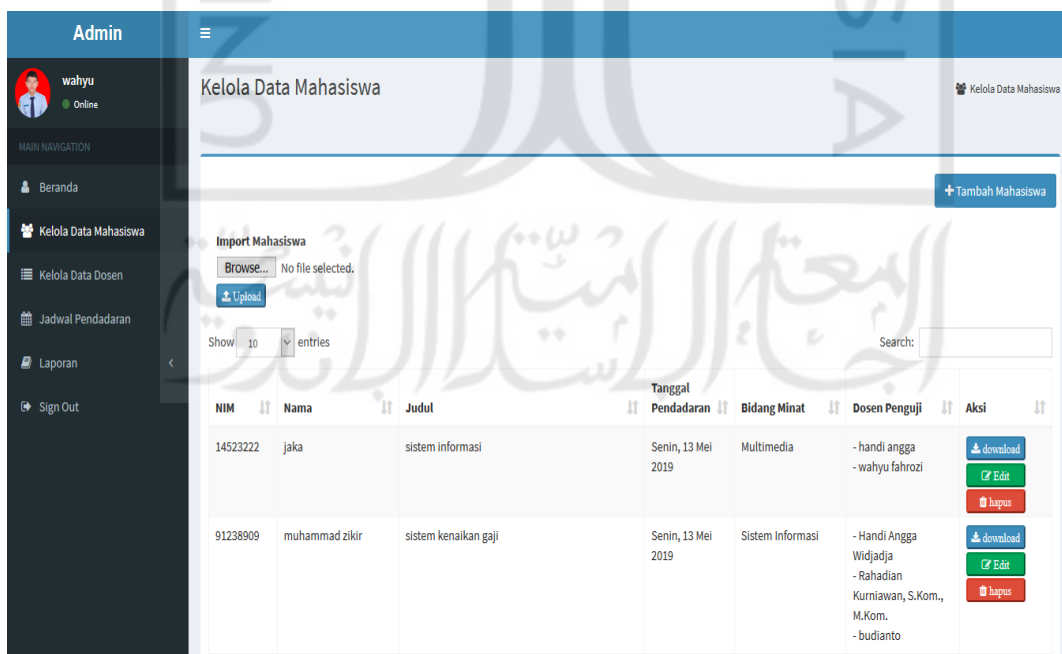 Admin
wahyu
Online
MAIN NAVIGATION
Beranda
Kelola Data Mahasiswa
Kelola Data Dosen
Jadwal Pendadaran
Laporan
Sign Out
Kelola Data Mahasiswa
Kelola Data Mahasiswa
+ Tambah Mahasiswa
Import Mahasiswa
Browse... No file selected.
Upload
Show 10 entries
Search:
NIM Nama Judul Tanggal Pendadaran Bidang Minat Dosen Penguji Aksi
14523222 jaka sistem informasi Senin, 13 Mei 2019 Multimedia
- handi angga
- wahyu fahrozi
download
Edit
hapus
91238909 muhammad zikir sistem kenaikan gaji Senin, 13 Mei 2019 Sistem Informasi
- Handi Angga
Widjadja
- Rahadian
Kurniawan, S.Kom.,
M.Kom.
- budianto
download
Edit
hapus